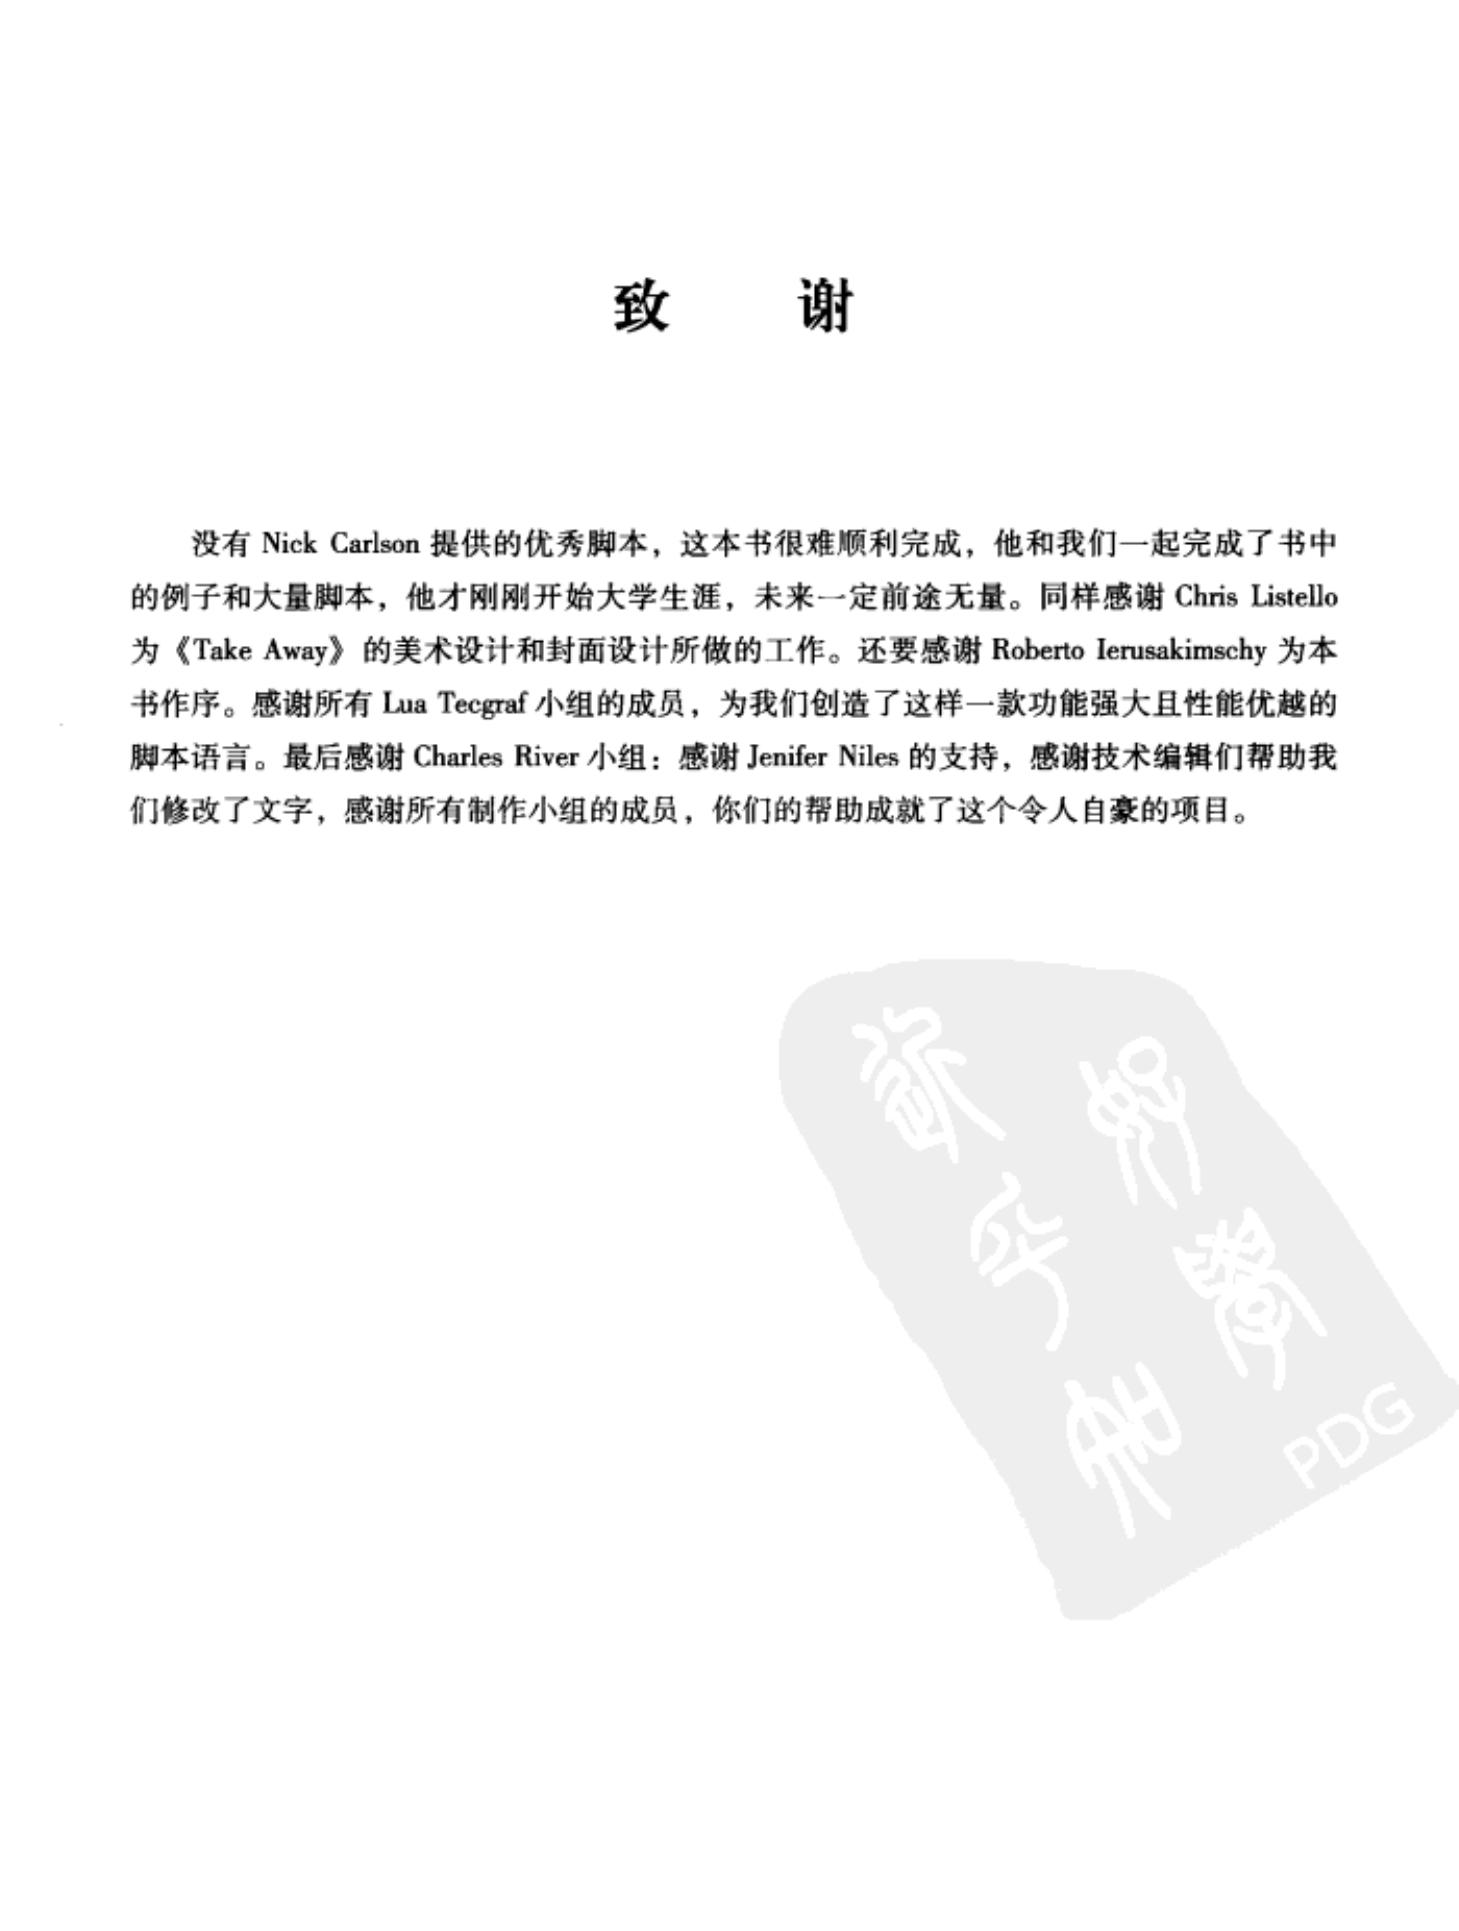 致 谢
没有 Nick Carlson 提供的优秀脚本，这本书很难顺利完成，他和我们一起完成了书中
的例子和大量脚本，他才刚刚开始大学生涯，未来一定前途无量。同样感谢 Chris Listello
为《Take Away》的美术设计和封面设计所做的工作。还要感谢 Roberto Ierusakimschy 为本
书作序。感谢所有 Lua Tecgraf 小组的成员，为我们创造了这样一款功能强大且性能优越的
脚本语言。最后感谢 Charles River 小组：感谢 Jenifer Niles 的支持，感谢技术编辑们帮助我
们修改了文字，感谢所有制作小组的成员，你们的帮助成就了这个令人自豪的项目。
PDG